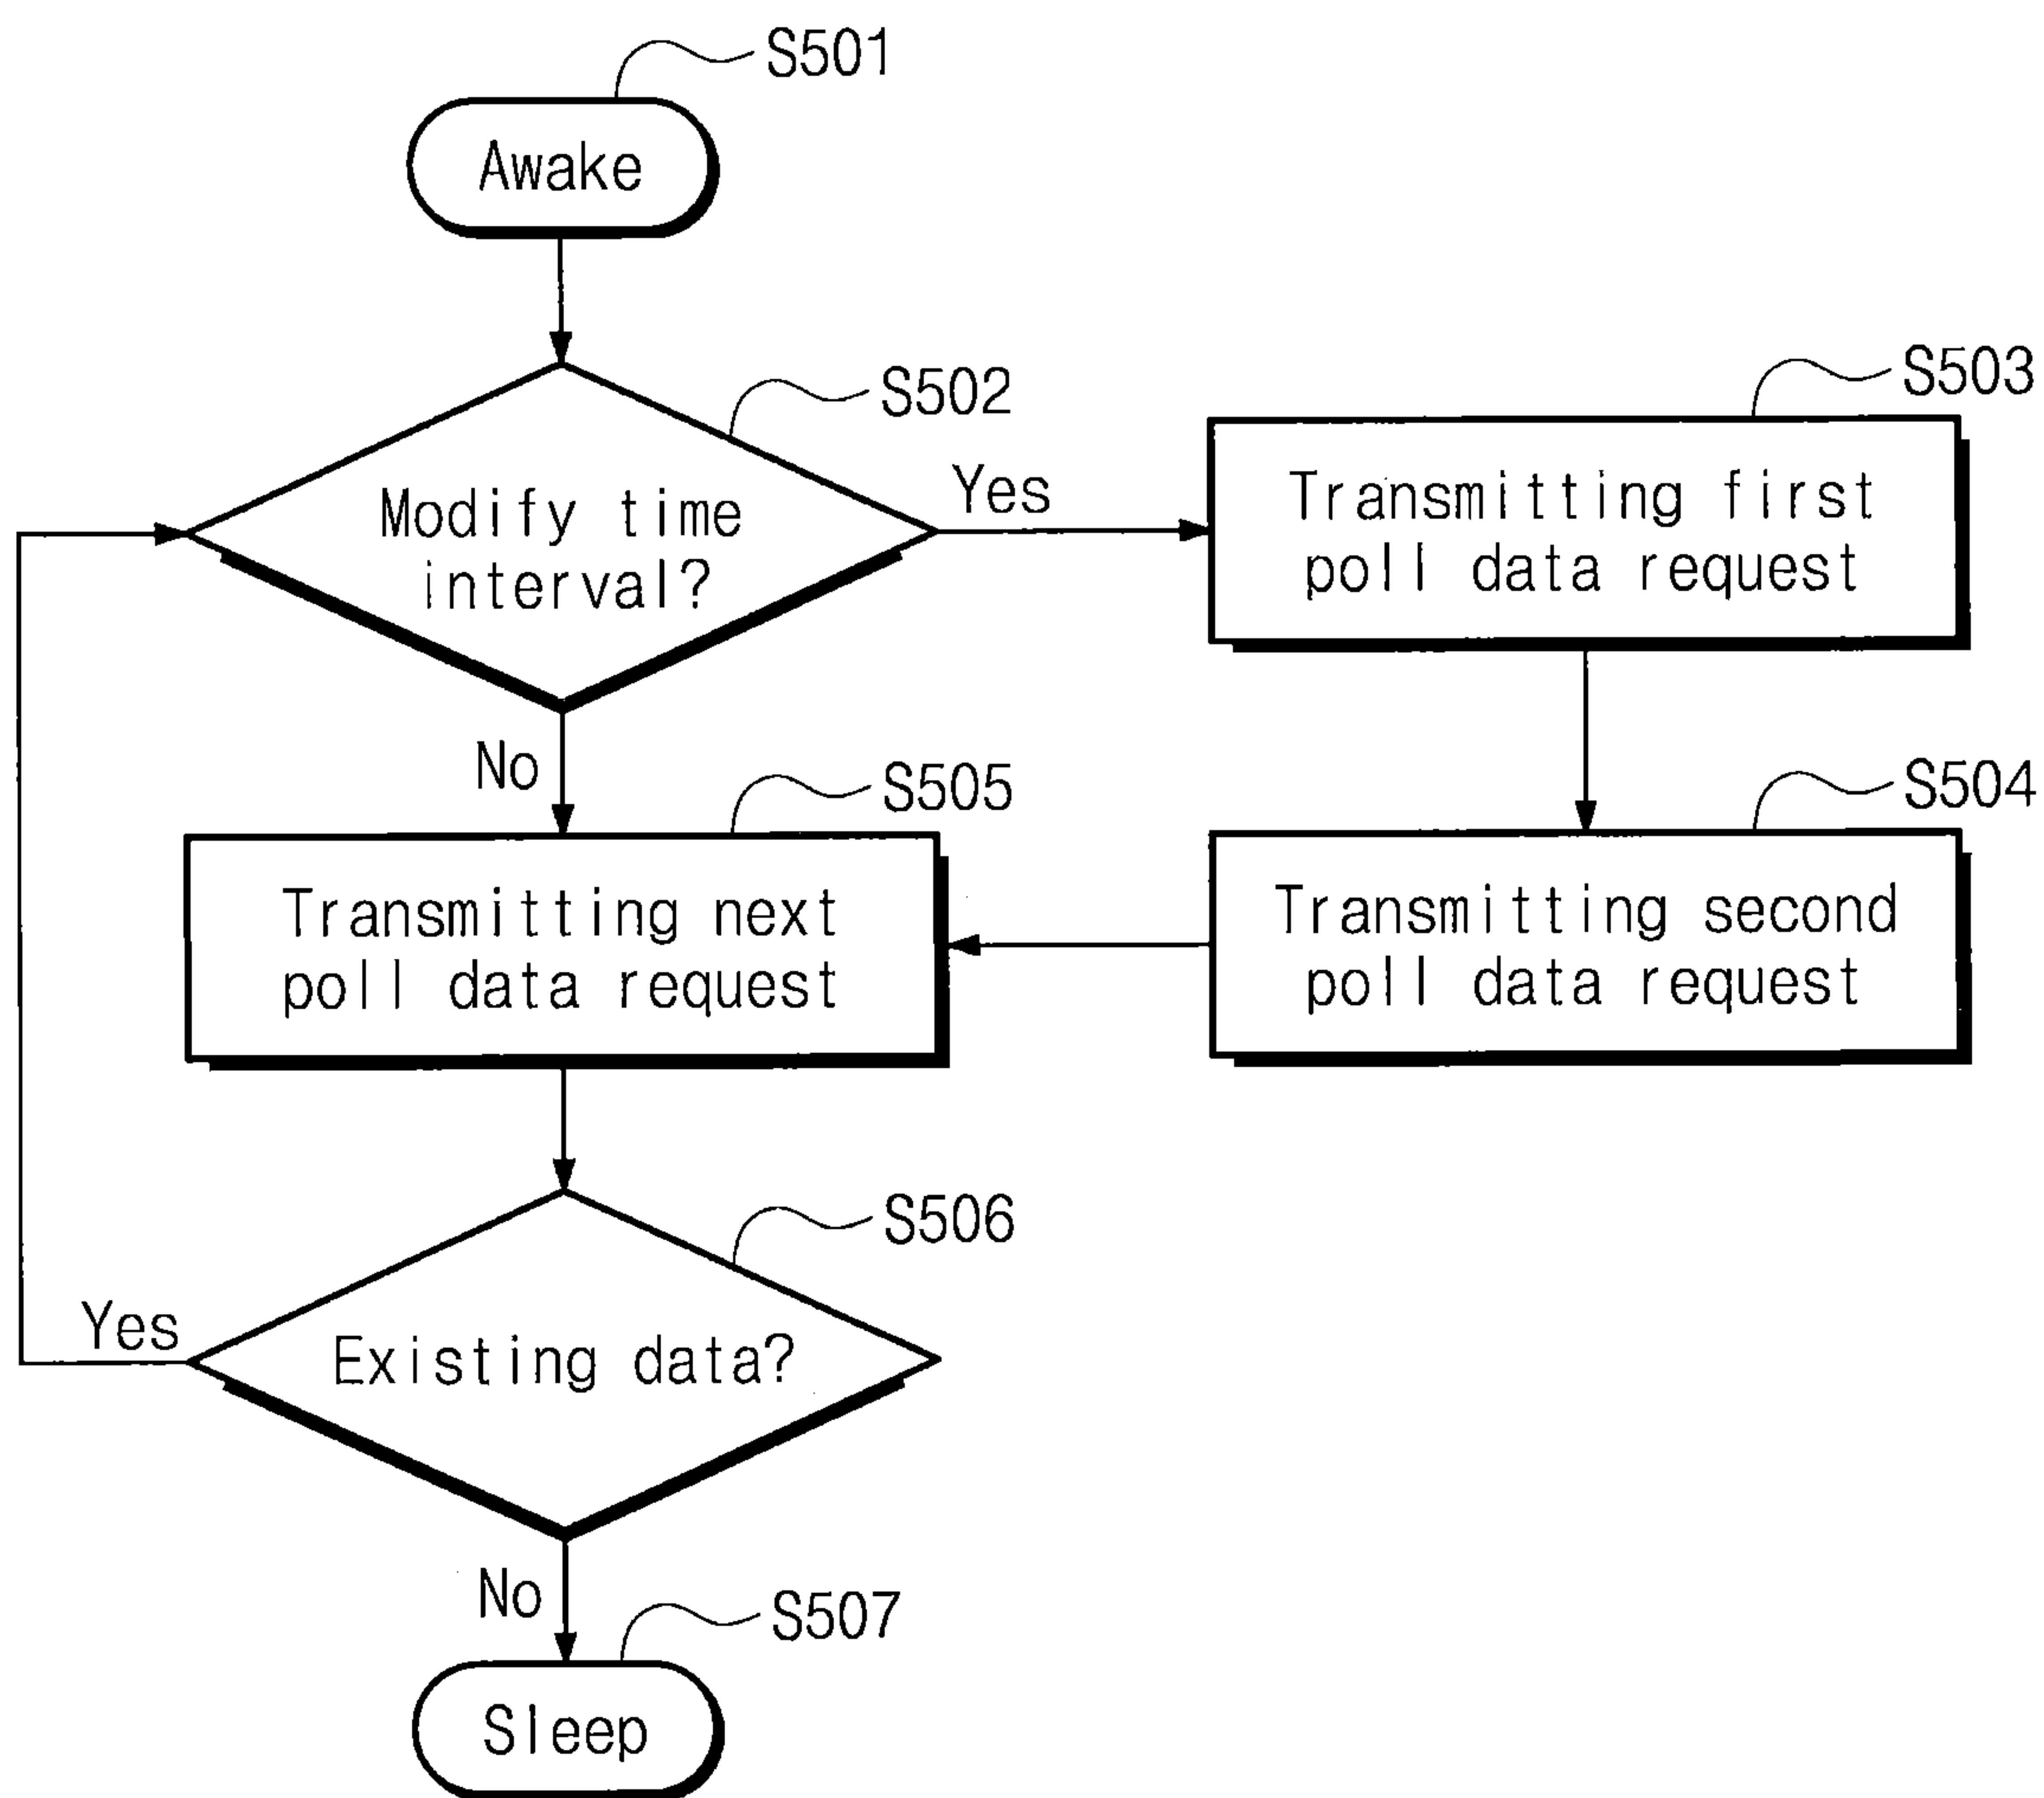 S501
Awake
S502
Modify time
interval?
Yes
S503
Transmitting first
poll data request
No
S504
Transmitting second
poll data request
S505
Transmitting next
poll data request
S506
Existing data?
Yes
No
S507
Sleep